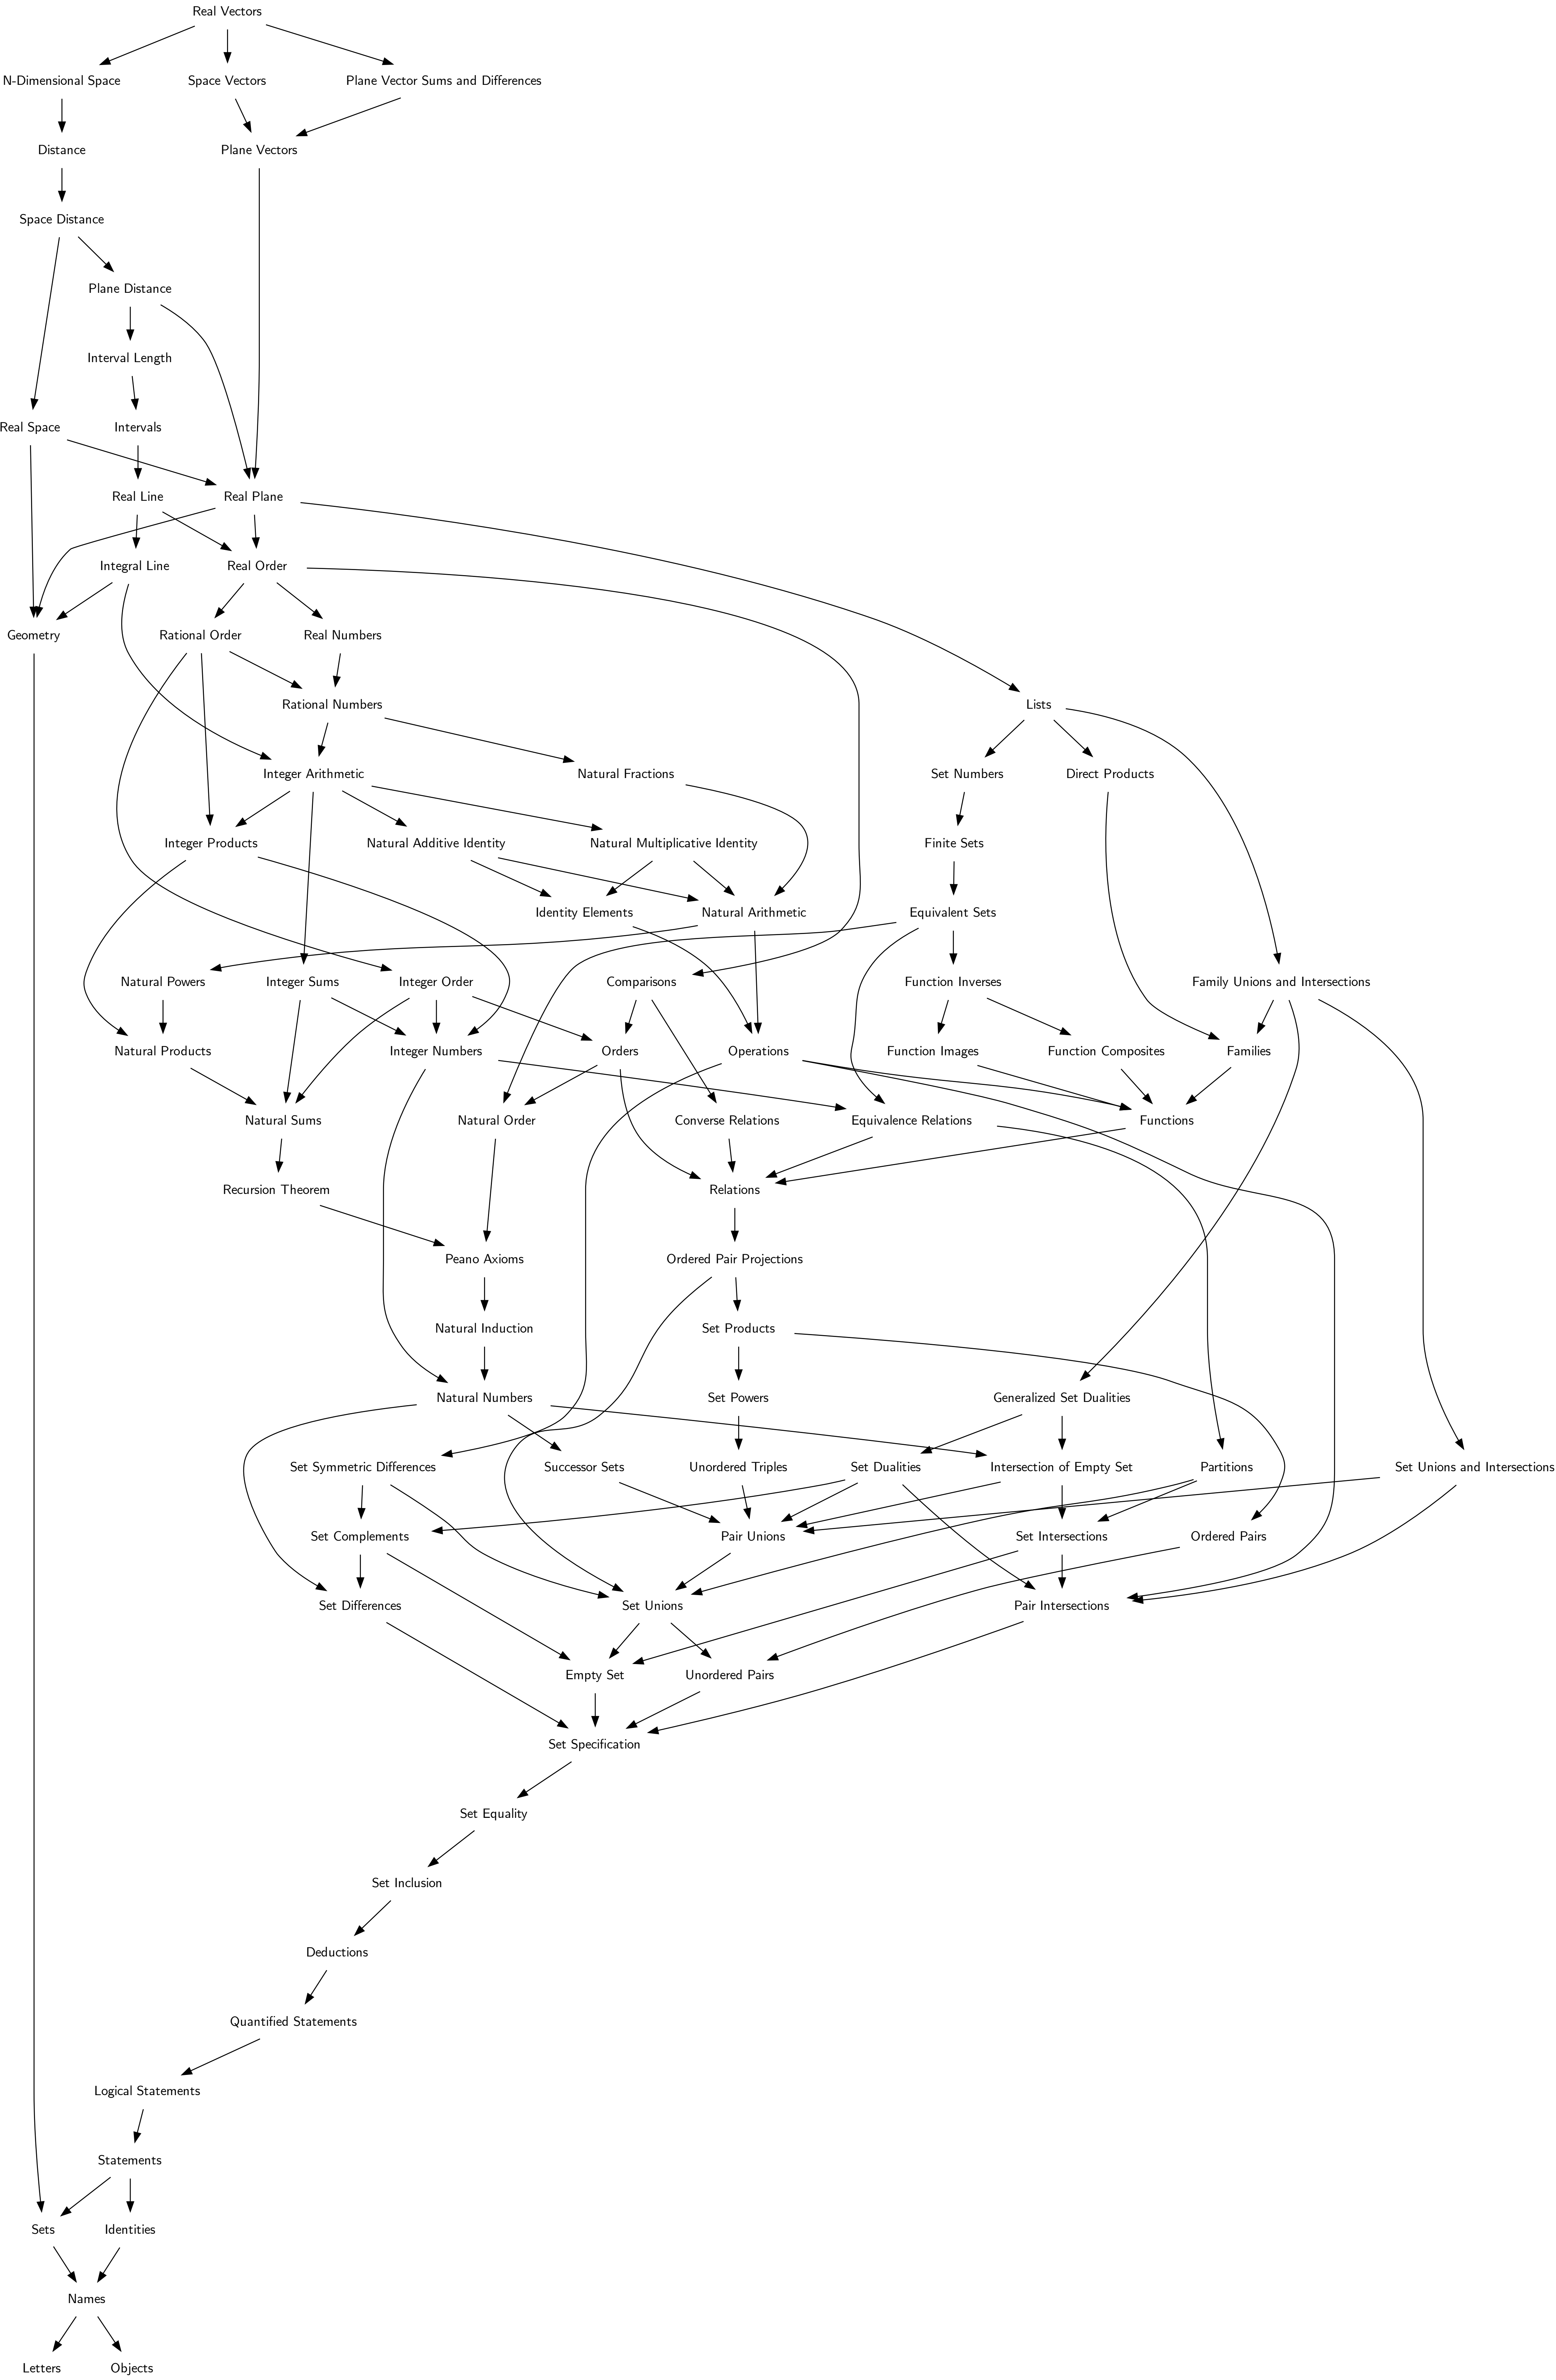 Real Vectors
N-Dimensional Space
Space Vectors
Plane Vector Sums and Differences
Distance
Plane Vectors
Space Distance
Plane Distance
Interval Length
Real Space
Intervals
Real Line
Real Plane
Integral Line
Real Order
Geometry
Rational Order
Real Numbers
Rational Numbers
Lists
Integer Arithmetic
Natural Fractions
Set Numbers
Direct Products
Integer Products
Natural Additive Identity
Natural Multiplicative Identity
Finite Sets
Identity Elements
Natural Arithmetic
Equivalent Sets
Natural Powers
Integer Sums
Integer Order
Comparisons
Function Inverses
Family Unions and Intersections
Natural Products
Integer Numbers
Orders
Operations
Function Images
Function Composites
Families
Natural Sums
Natural Order
Converse Relations
Equivalence Relations
Functions
Recursion Theorem
Relations
Peano Axioms
Ordered Pair Projections
Natural Induction
Set Products
Natural Numbers
Set Powers
Generalized Set Dualities
Set Symmetric Differences
Successor Sets
Unordered Triples
Set Dualities
Intersection of Empty Set
Partitions
Set Unions and Intersections
Set Complements
Pair Unions
Set Intersections
Ordered Pairs
Set Differences
Set Unions
Pair Intersections
Empty Set
Unordered Pairs
Set Specification
Set Equality
Set Inclusion
Deductions
Quantified Statements
Logical Statements
Statements
Sets
Identities
Names
Letters
Objects